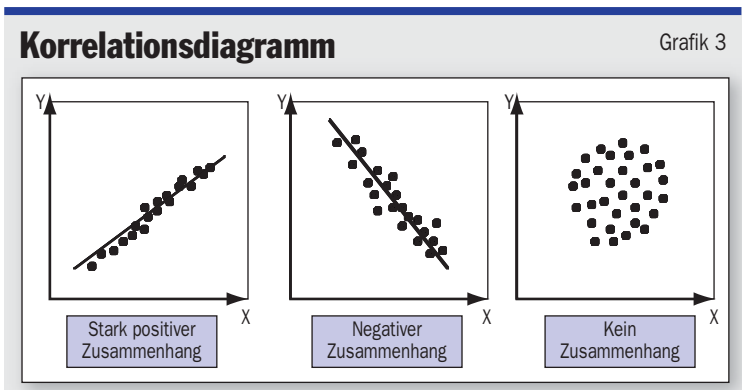 Korrelationsdiagramm
Grafik 3
Y
X
Stark positiver
Zusammenhang
Y
X
Negativer
Zusammenhang
Y
X
Kein
Zusammenhang